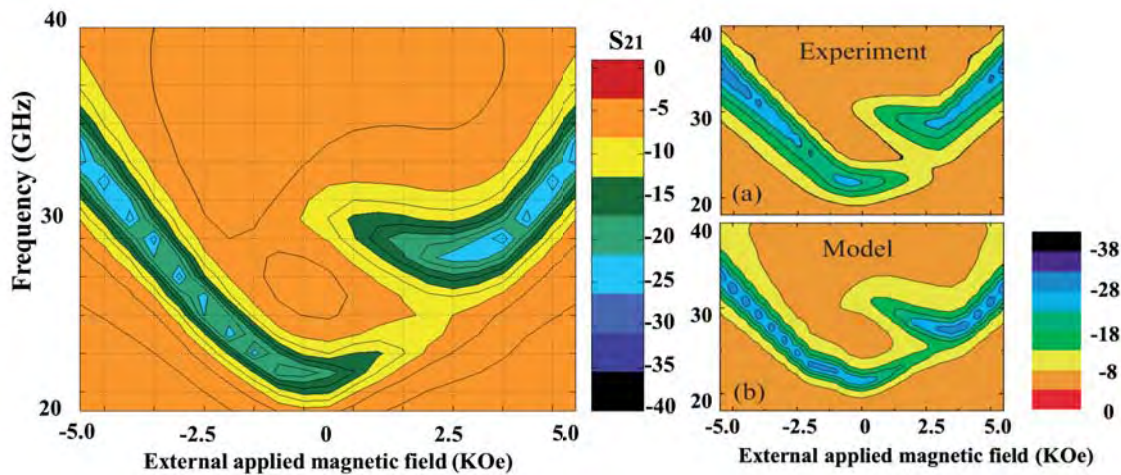 40
30
20
Frequency (GHz)
-5.0 -2.5 0 2.5 5.0
External applied magnetic field (KOe)
S21
0
-5
-10
-15
-20
-25
-30
-35
-40
40
30
20
Experiment
(a)
40
30
20
Model
(b)
-5.0 -2.5 0 2.5 5.0
External applied magnetic field (KOe)
-38
-28
-18
-8
0